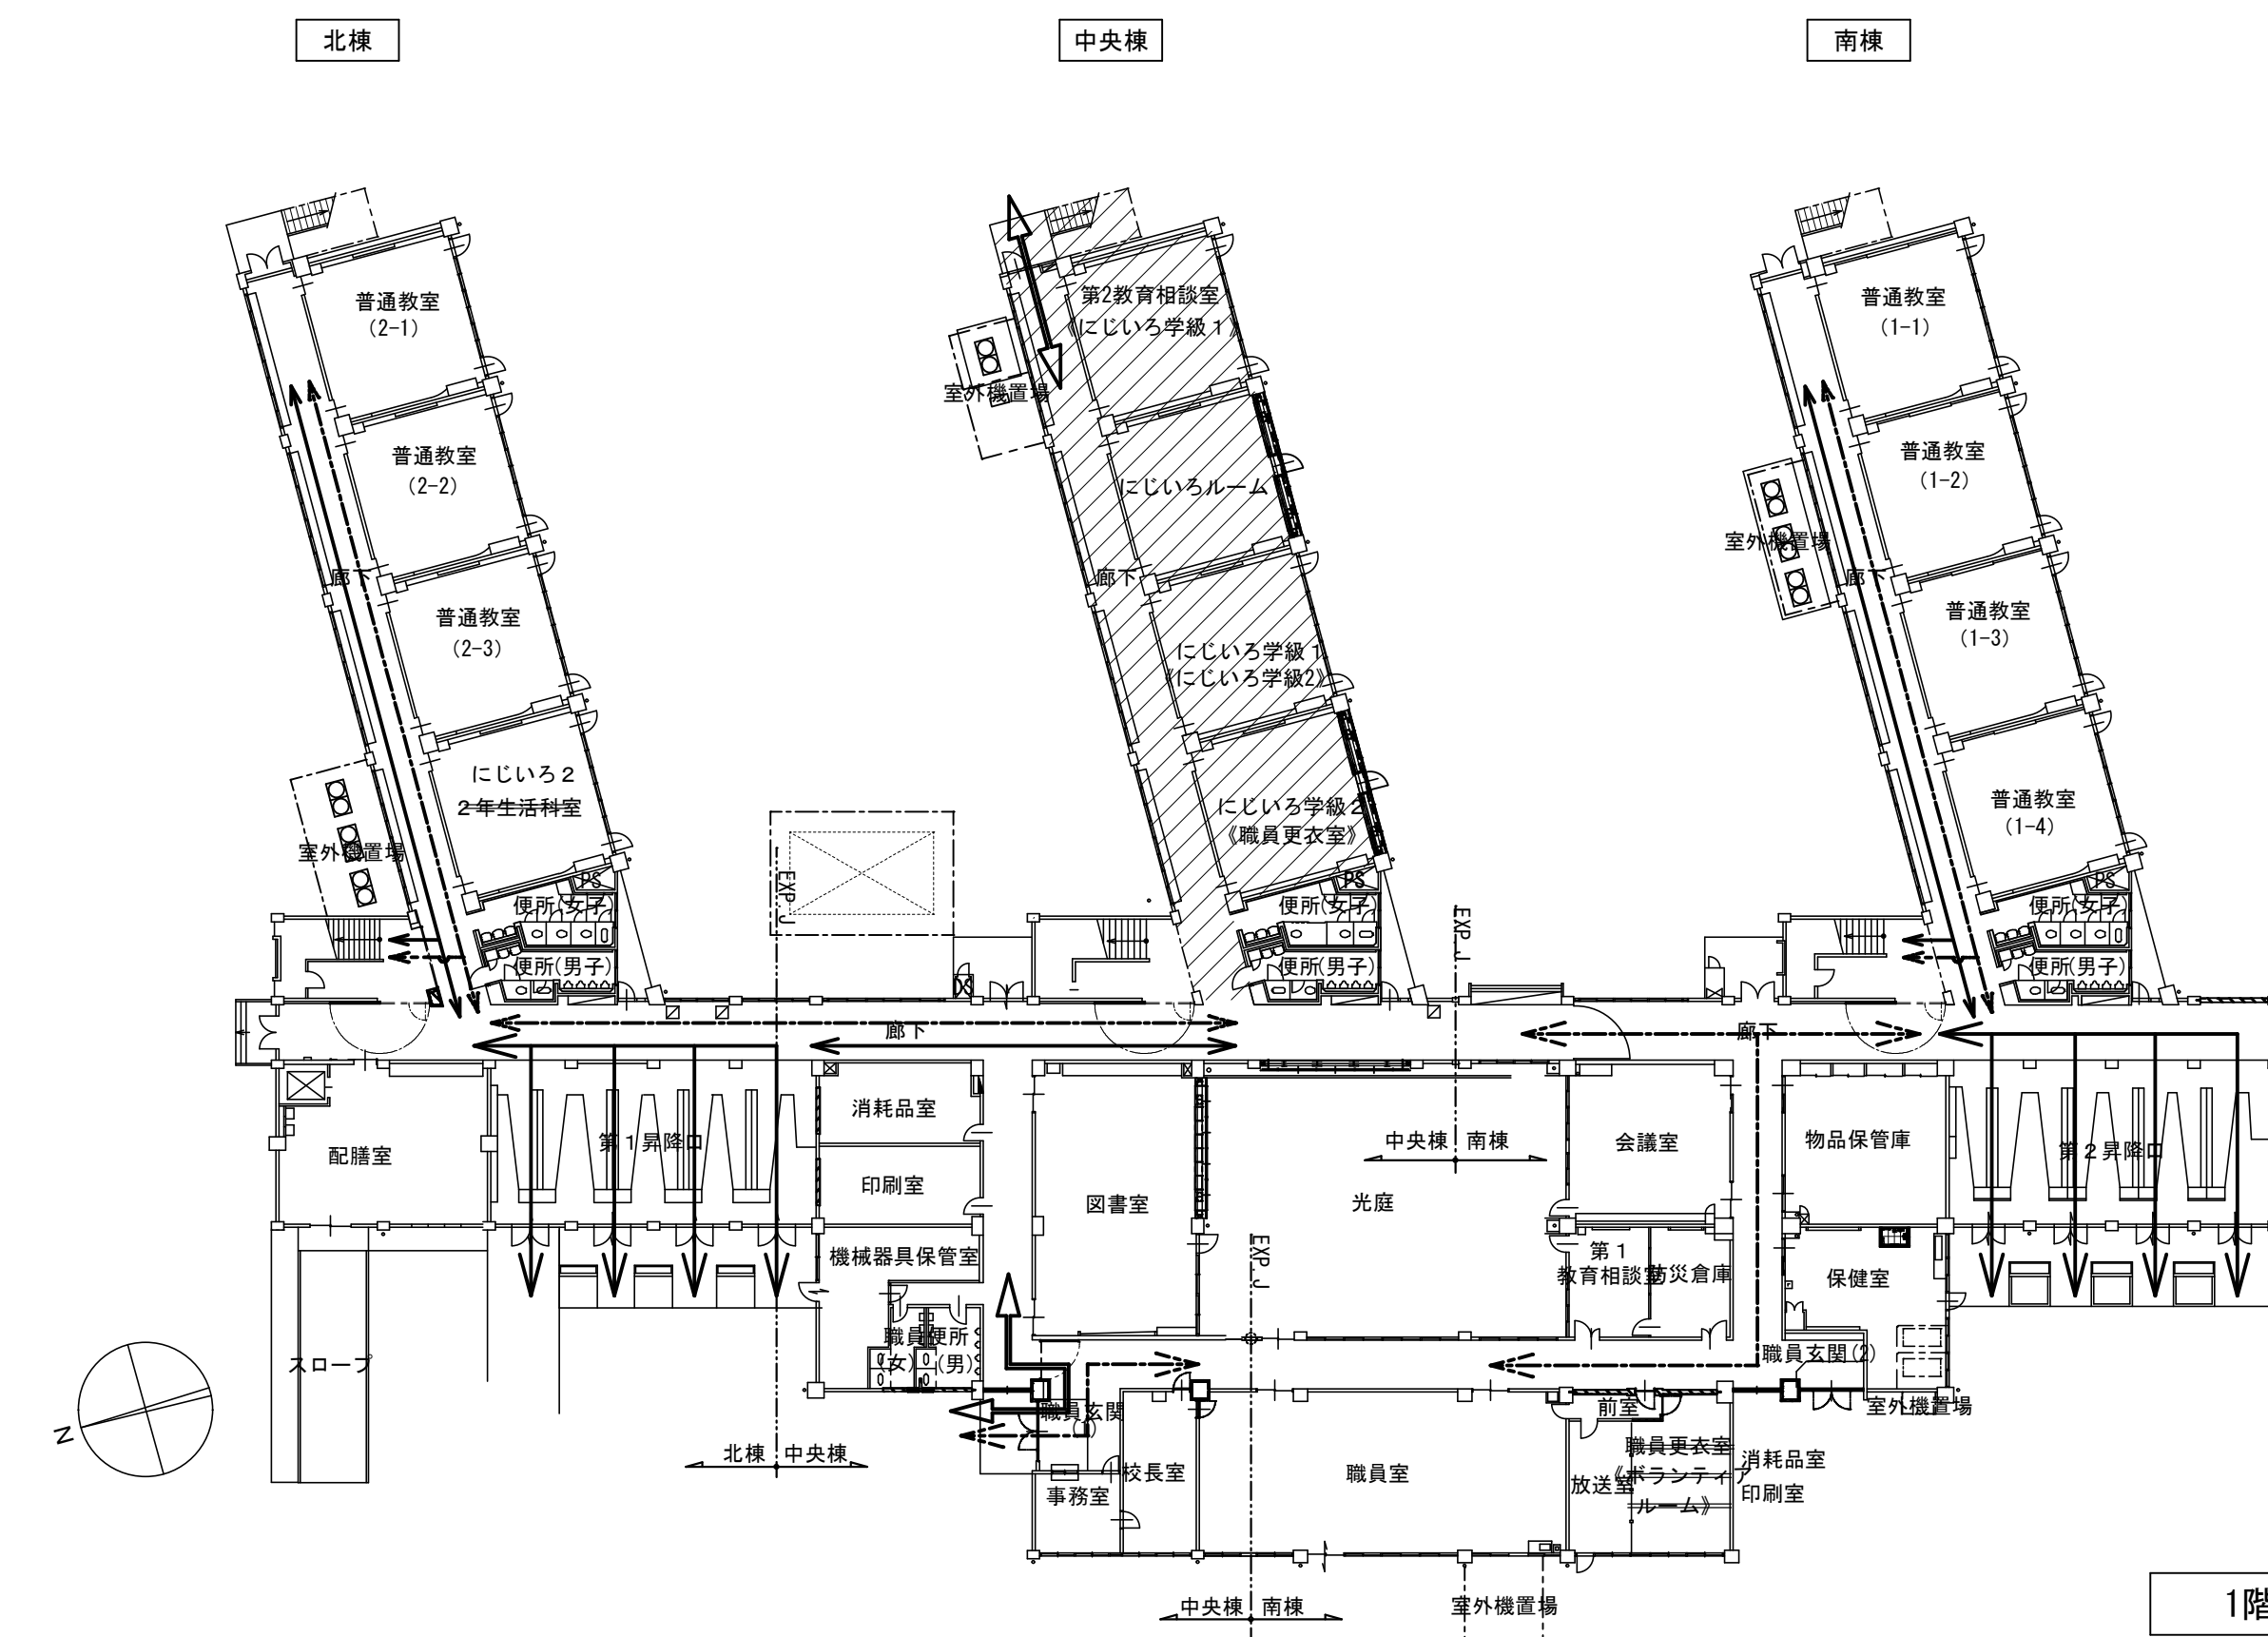 北棟
中央棟
南棟
普通教室
(2-1)
普通教室
(2-2)
廊下
普通教室
(2-3)
にじいろ２
２年生活科室
室外機置場
PS
便所(女子)
便所(男子)
第2教育相談室
《にじいろ学級１》
室外機置場
にじいろルーム
廊下
にじいろ学級１
《にじいろ学級2》
にじいろ学級２
《職員更衣室》
PS
便所(女子)
便所(男子)
普通教室
(1-1)
普通教室
(1-2)
室外機置場
廊下
普通教室
(1-3)
普通教室
(1-4)
PS
便所(女子)
便所(男子)
EXP.J
EXP.J
廊下
廊下
配膳室
第１昇降口
消耗品室
印刷室
機械器具保管室
職員便所
(女)
(男)
図書室
中央棟
南棟
光庭
会議室
第１
教育相談室
防災倉庫
物品保管庫
第２昇降口
保健室
職員玄関(2)
室外機置場
EXP.J
スロープ
N
北棟
中央棟
職員玄関
(1)
事務室
校長室
職員室
前室
放送室
職員更衣室
《ボランティア
ルーム》
消耗品室
印刷室
中央棟
南棟
室外機置場
1階